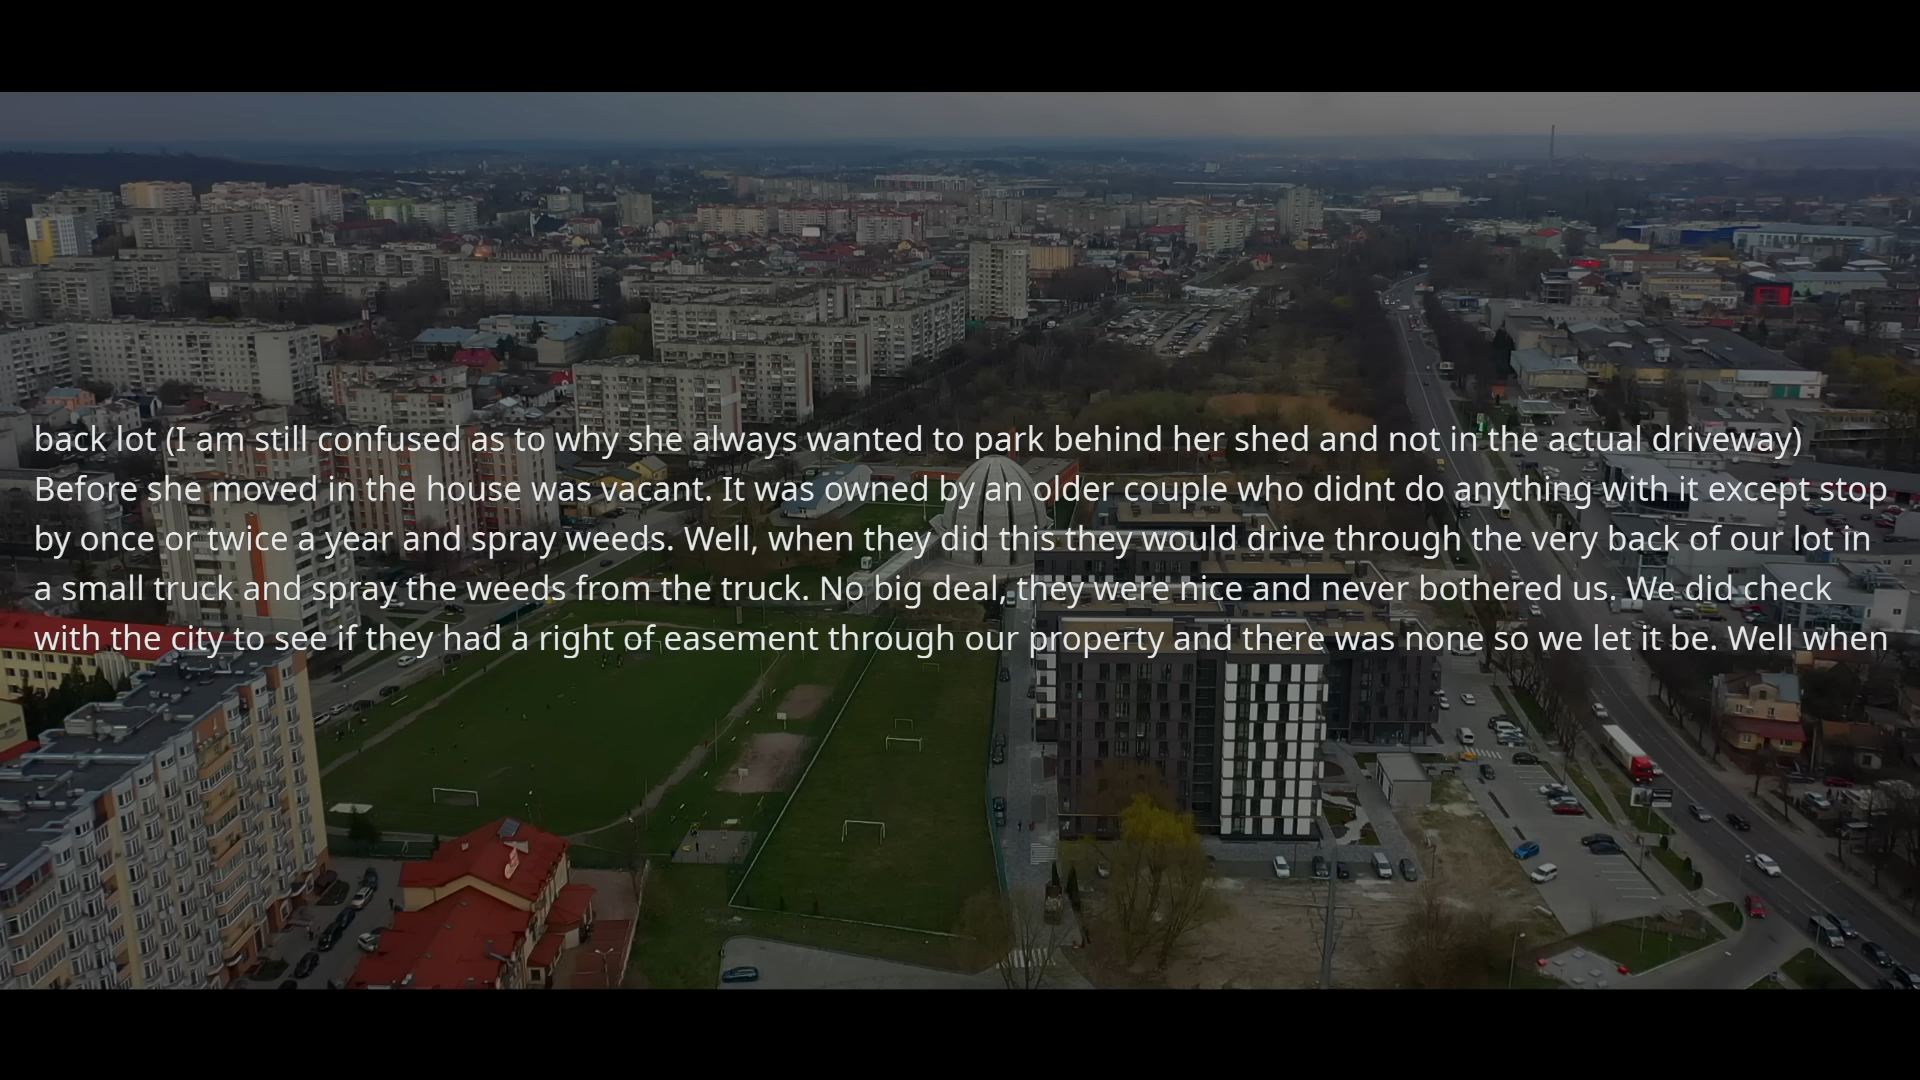 back lot (I am still confused as to why she always wanted to park behind her shed and not in the actual driveway)
Before she moved in the house was vacant. It was owned by an older couple who didnt do anything with it except stop
by once or twice a year and spray weeds. Well, when they did this they would drive through the very back of our lot in
a small truck and spray the weeds from the truck. No big deal, they were nice and never bothered us. We did check
with the city to see if they had a right of easement through our property and there was none so we let it be. Well when